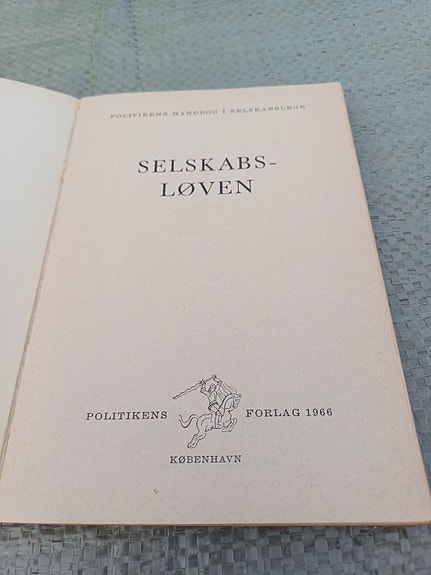 POLITIKENS HÅNDBOG I SELSKABSLEGE
SELSKABS-
LØVEN
POLITIKENS FORLAG 1966
KØBENHAVN